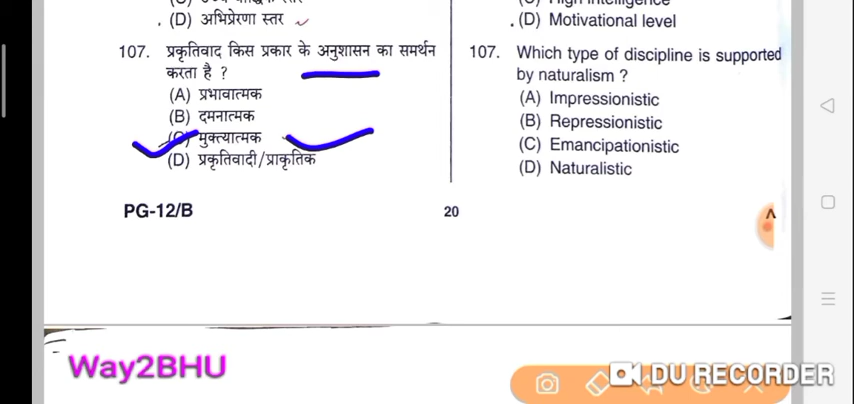 (D) अभिप्रेरणा स्तर
107. प्रकृतिवाद किस प्रकार के अनुशासन का समर्थन
करता है ?
(A) प्रभावात्मक
(B) दमनात्मक
(C) मुक्त्यात्मक
(D) प्रकृतिवादी/प्राकृतिक
PG-12/B
(D) Motivational level
107. Which type of discipline is supported
by naturalism ?
(A) Impressionistic
(B) Repressionistic
(C) Emancipationistic
(D) Naturalistic
20
Way2BHU
DU RECORDER